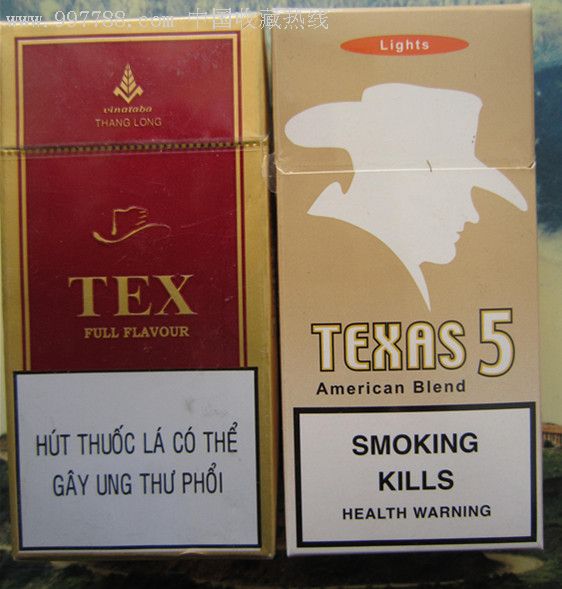 www.997788.com 中国收藏热线
vinataba
THANG LONG
TEX
FULL FLAVOUR
HÚT THUỐC LÁ CÓ THỂ
GÂY UNG THƯ PHỔI
Lights
TEXAS 5
American Blend
SMOKING
KILLS
HEALTH WARNING